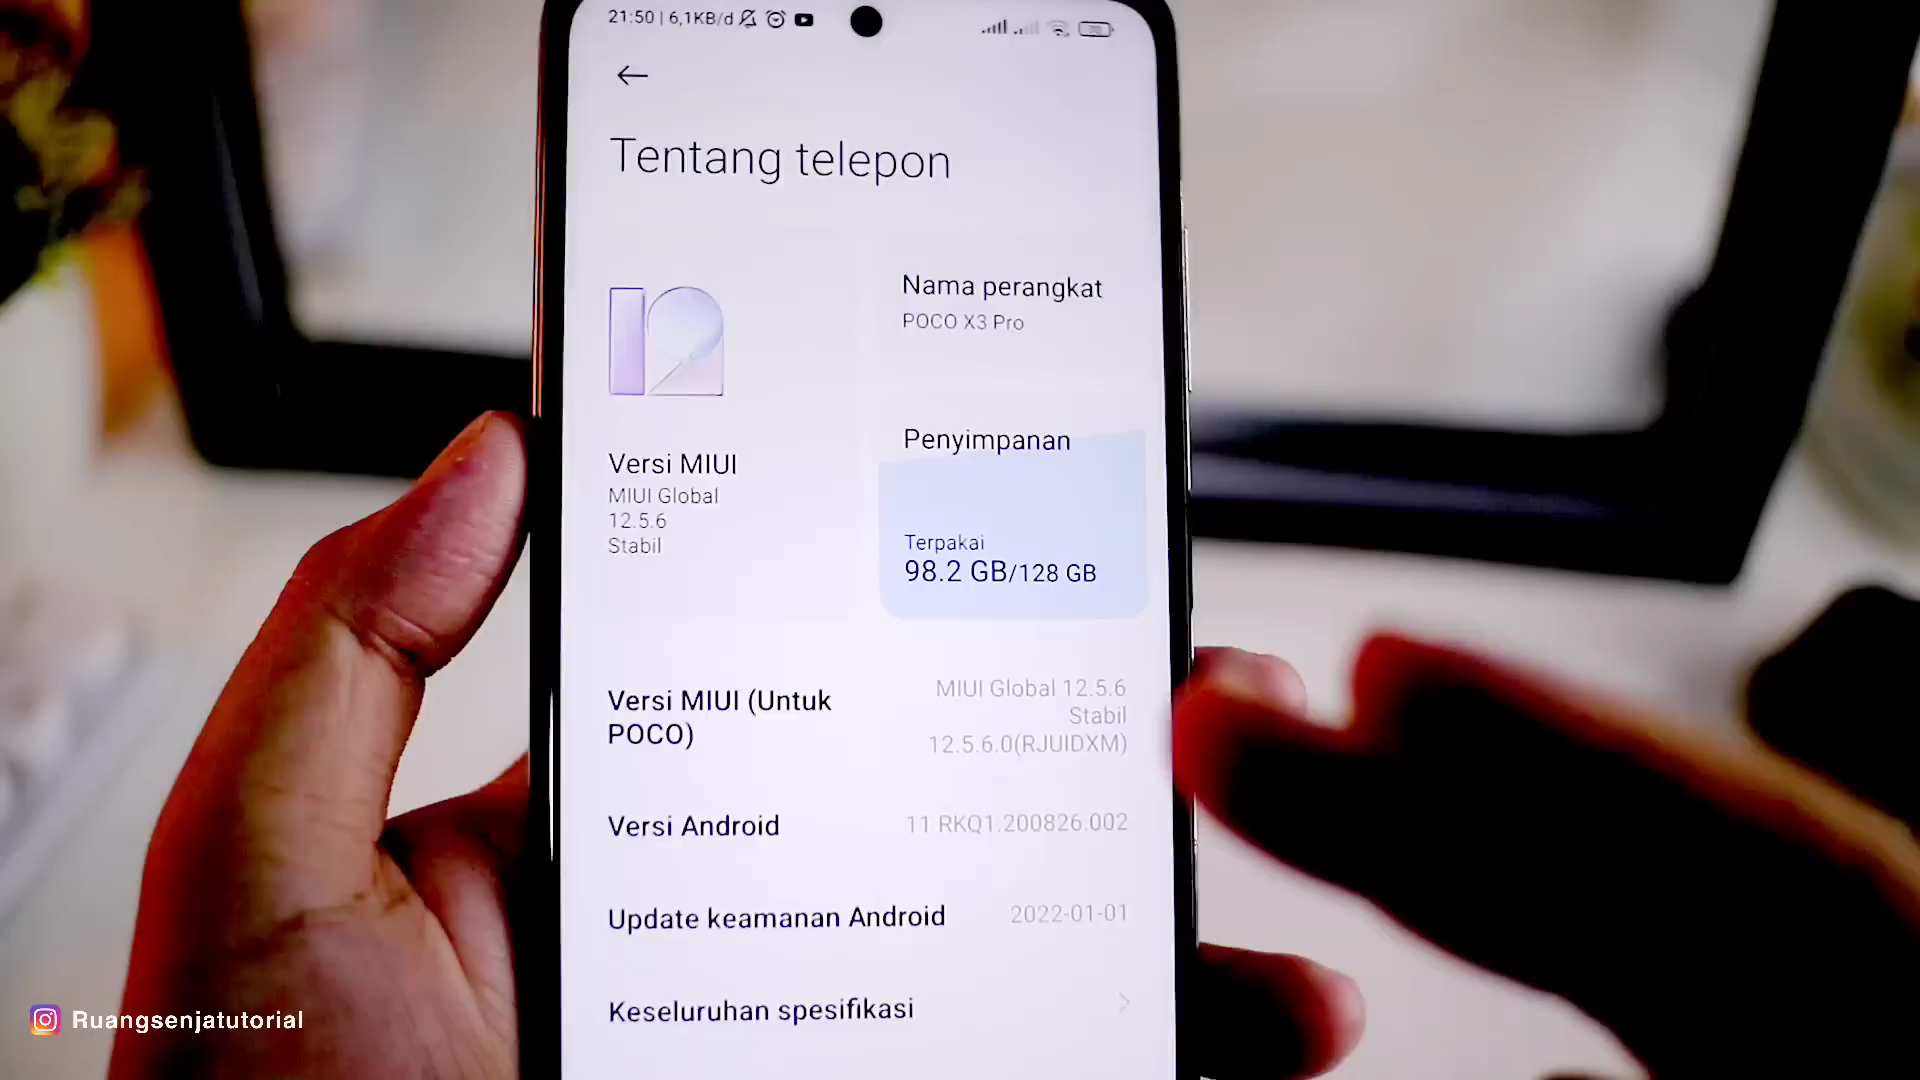 21:50 | 6,1KB/d
Tentang telepon
12
Nama perangkat
POCO X3 Pro
Versi MIUI
MIUI Global
12.5.6
Stabil
Penyimpanan
Terpakai
98.2 GB/128 GB
Versi MIUI (Untuk
POCO)
MIUI Global 12.5.6
Stabil
12.5.6.0(RJUIDXM)
Versi Android
11 RKQ1.200826.002
Update keamanan Android
2022-01-01
Keseluruhan spesifikasi
Ruangsenjatutorial